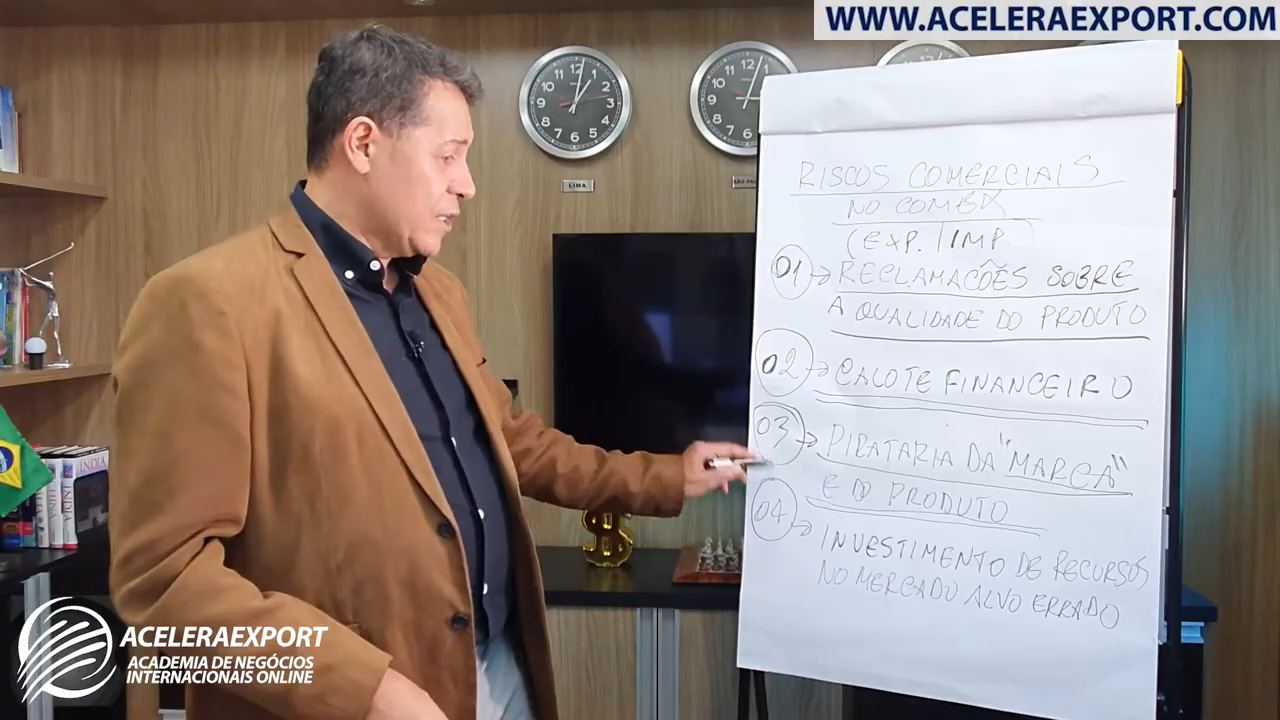 WWW.ACELERAEXPORT.COM
LIMA
RISCOS COMERCIAIS
NO COMEX
(EXP. / IMP.
01 → RECLAMAÇÕES SOBRE
A QUALIDADE DO PRODUTO
02 → CALOTE FINANCEIRO
03 → PIRATARIA DA "MARCA"
E DO PRODUTO
04 → INVESTIMENTO DE RECURSOS
NO MERCADO ALVO ERRADO
INDIA
ACELERAEXPORT
ACADEMIA DE NEGÓCIOS
INTERNACIONAIS ONLINE